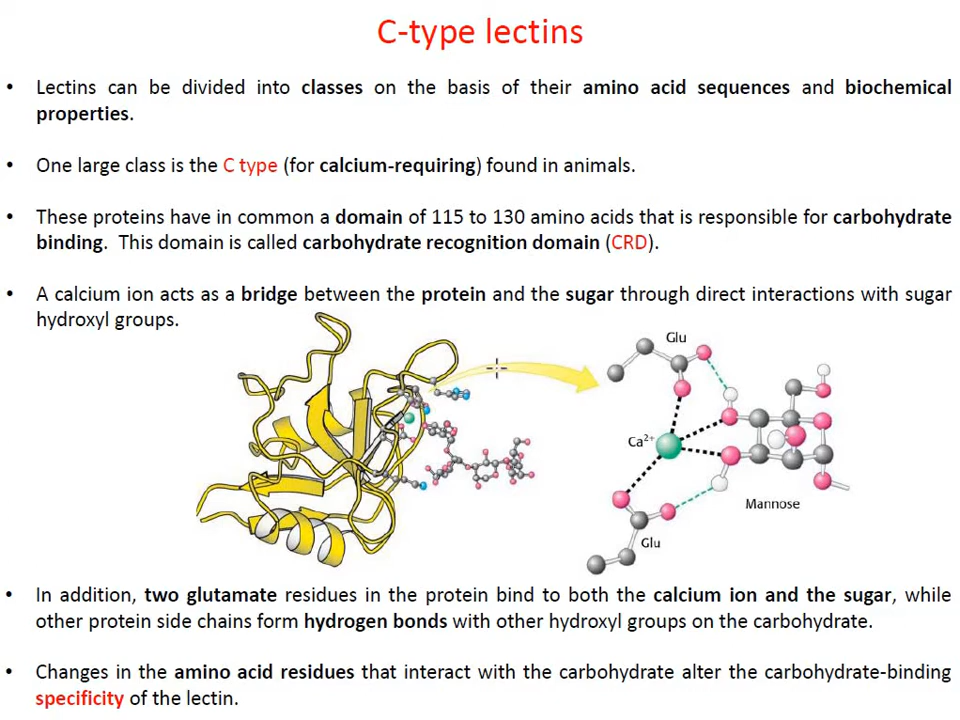 C-type lectins
• Lectins can be divided into classes on the basis of their amino acid sequences and biochemical
properties.
• One large class is the C type (for calcium-requiring) found in animals.
• These proteins have in common a domain of 115 to 130 amino acids that is responsible for carbohydrate
binding. This domain is called carbohydrate recognition domain (CRD).
• A calcium ion acts as a bridge between the protein and the sugar through direct interactions with sugar
hydroxyl groups.
Glu
Ca²⁺
Mannose
Glu
• In addition, two glutamate residues in the protein bind to both the calcium ion and the sugar, while
other protein side chains form hydrogen bonds with other hydroxyl groups on the carbohydrate.
• Changes in the amino acid residues that interact with the carbohydrate alter the carbohydrate-binding
specificity of the lectin.